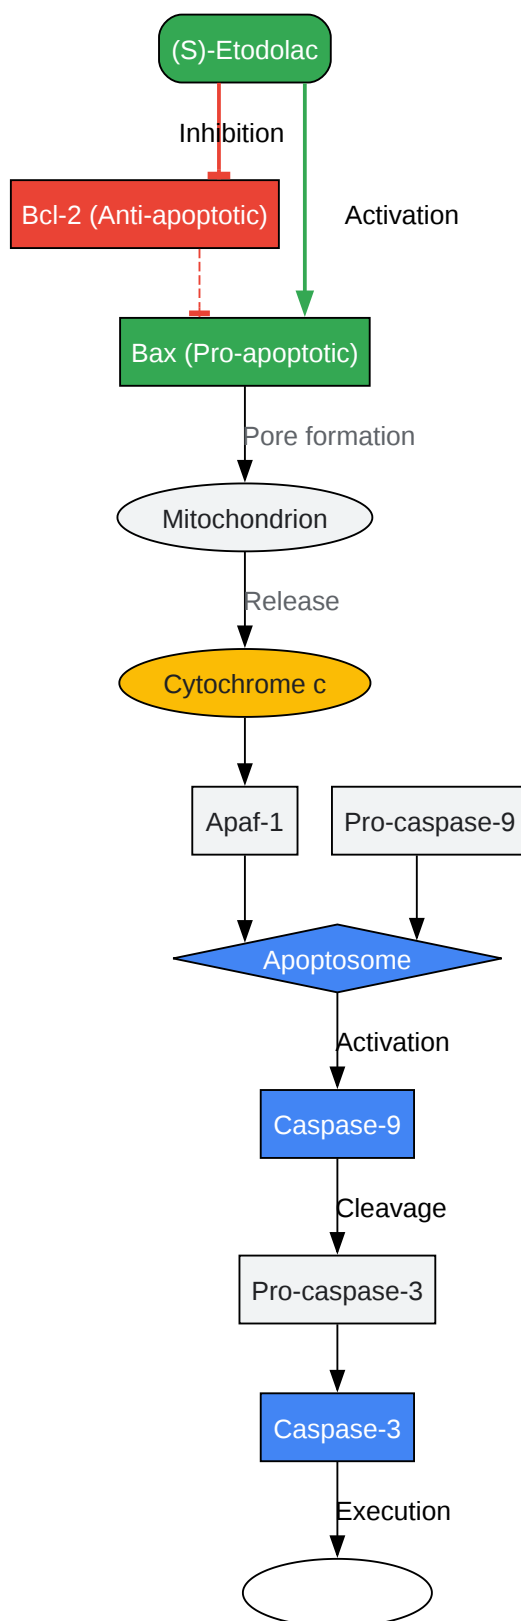 (S)-Etodolac
Inhibition
Bcl-2 (Anti-apoptotic)
Activation
Bax (Pro-apoptotic)
Pore formation
Mitochondrion
Release
Cytochrome c
Apaf-1
Pro-caspase-9
Apoptosome
Activation
Caspase-9
Cleavage
Pro-caspase-3
Caspase-3
Execution